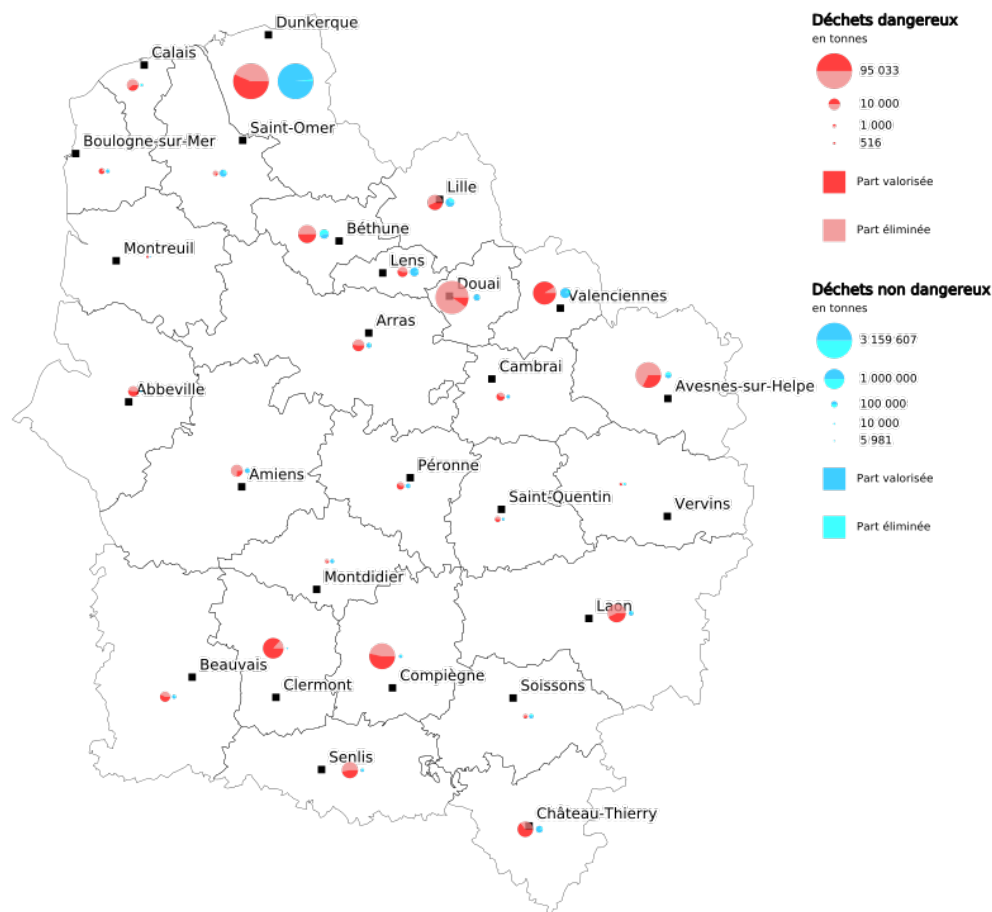 Dunkerque
Calais
Saint-Omer
Boulogne-sur-Mer
Lille
Béthune
Montreuil
Lens
Douai
Valenciennes
Arras
Cambrai
Avesnes-sur-Helpe
Abbeville
Amiens
Péronne
Saint-Quentin
Vervins
Montdidier
Laon
Beauvais
Clermont
Compiègne
Soissons
Senlis
Château-Thierry
Déchets dangereux
en tonnes
95 033
10 000
1 000
516
Part valorisée
Part éliminée
Déchets non dangereux
en tonnes
3 159 607
1 000 000
100 000
10 000
5 981
Part valorisée
Part éliminée